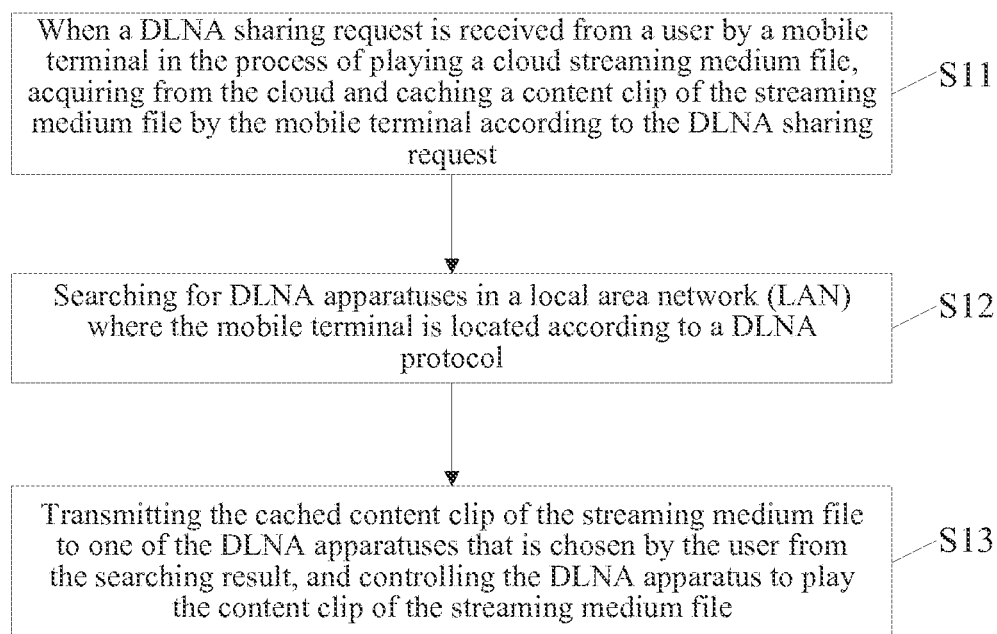 When a DLNA sharing request is received from a user by a mobile
terminal in the process of playing a cloud streaming medium file,
acquiring from the cloud and caching a content clip of the streaming
medium file by the mobile terminal according to the DLNA sharing
request
S11
Searching for DLNA apparatuses in a local area network (LAN)
where the mobile terminal is located according to a DLNA
protocol
S12
Transmitting the cached content clip of the streaming medium file
to one of the DLNA apparatuses that is chosen by the user from
the searching result, and controlling the DLNA apparatus to play
the content clip of the streaming medium file
S13